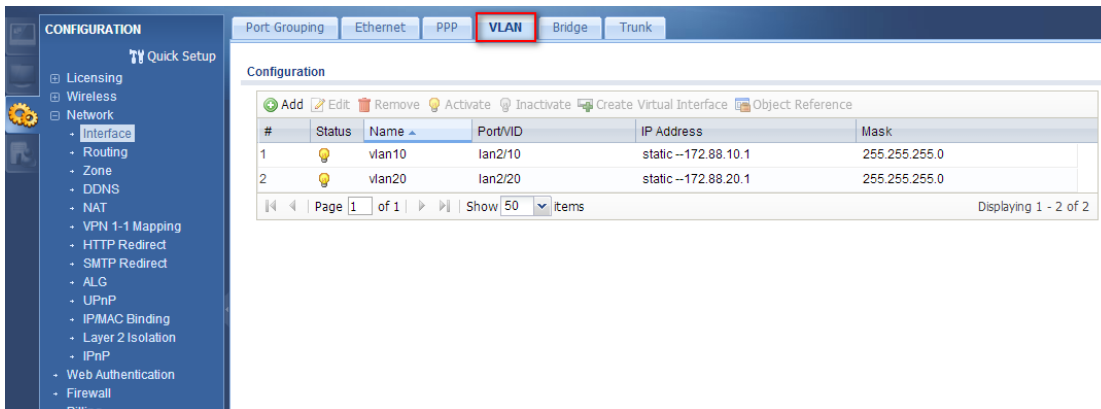 CONFIGURATION
Quick Setup
Licensing
Wireless
Network
Interface
Routing
Zone
DDNS
NAT
VPN 1-1 Mapping
HTTP Redirect
SMTP Redirect
ALG
UPnP
IP/MAC Binding
Layer 2 Isolation
IPnP
Web Authentication
Firewall
Port Grouping Ethernet PPP VLAN Bridge Trunk
Configuration
Add Edit Remove Activate Inactivate Create Virtual Interface Object Reference
# Status Name Port/VID IP Address Mask
1 vlan10 lan2/10 static --172.88.10.1 255.255.255.0
2 vlan20 lan2/20 static --172.88.20.1 255.255.255.0
Page 1 of 1 Show 50 items Displaying 1 - 2 of 2